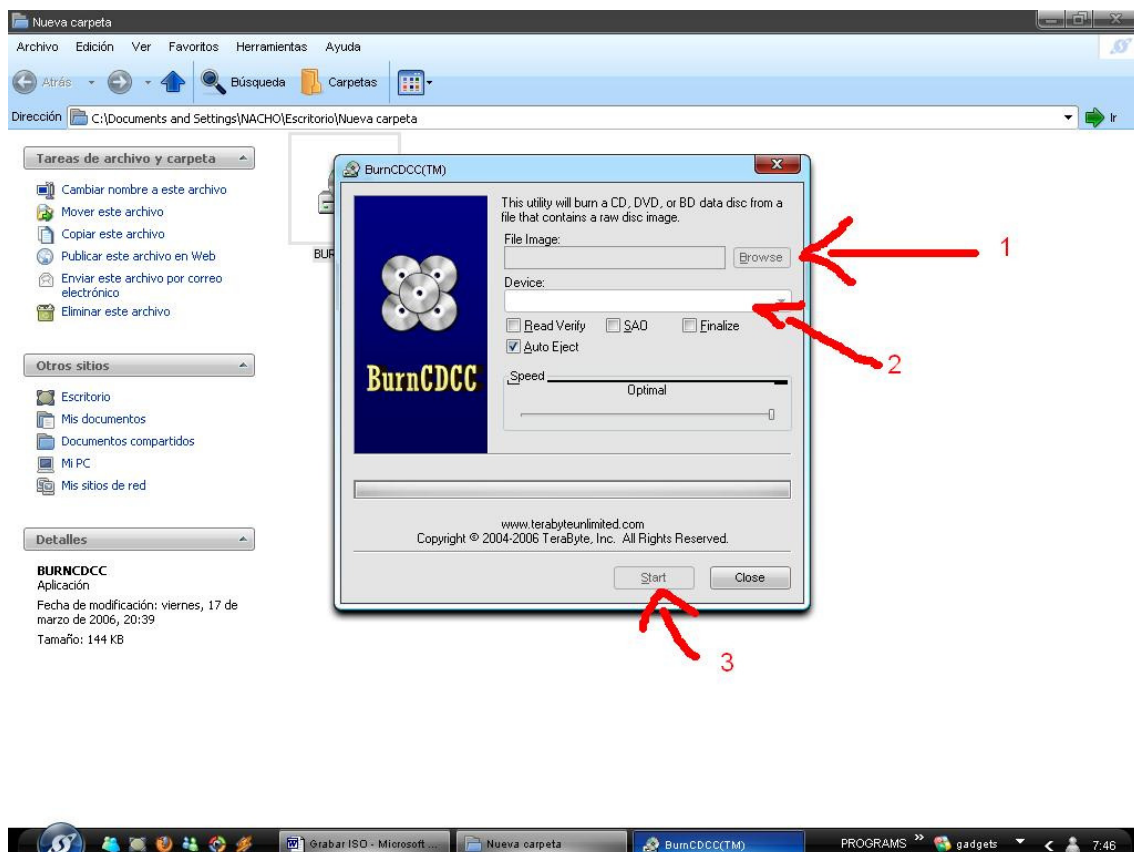 Nueva carpeta
Archivo Edición Ver Favoritos Herramientas Ayuda
Atrás Búsqueda Carpetas
Dirección C:\Documents and Settings\NACHO\Escritorio\Nueva carpeta Ir
Tareas de archivo y carpeta
Cambiar nombre a este archivo
Mover este archivo
Copiar este archivo
Publicar este archivo en Web
Enviar este archivo por correo
electrónico
Eliminar este archivo
Otros sitios
Escritorio
Mis documentos
Documentos compartidos
Mi PC
Mis sitios de red
Detalles
BURNCDCC
Aplicación
Fecha de modificación: viernes, 17 de
marzo de 2006, 20:39
Tamaño: 144 KB
BurnCDCC(TM)
This utility will burn a CD, DVD, or BD data disc from a
file that contains a raw disc image.
File Image:
Browse
1
Device:
2
Read Verify SAO Finalize
Auto Eject
BurnCDCC
Speed
Optimal
www.terabyteunlimited.com
Copyright © 2004-2006 TeraByte, Inc. All Rights Reserved.
Start Close
3
Grabar ISO - Microsoft ... Nueva carpeta BurnCDCC(TM) PROGRAMS gadgets 7:46